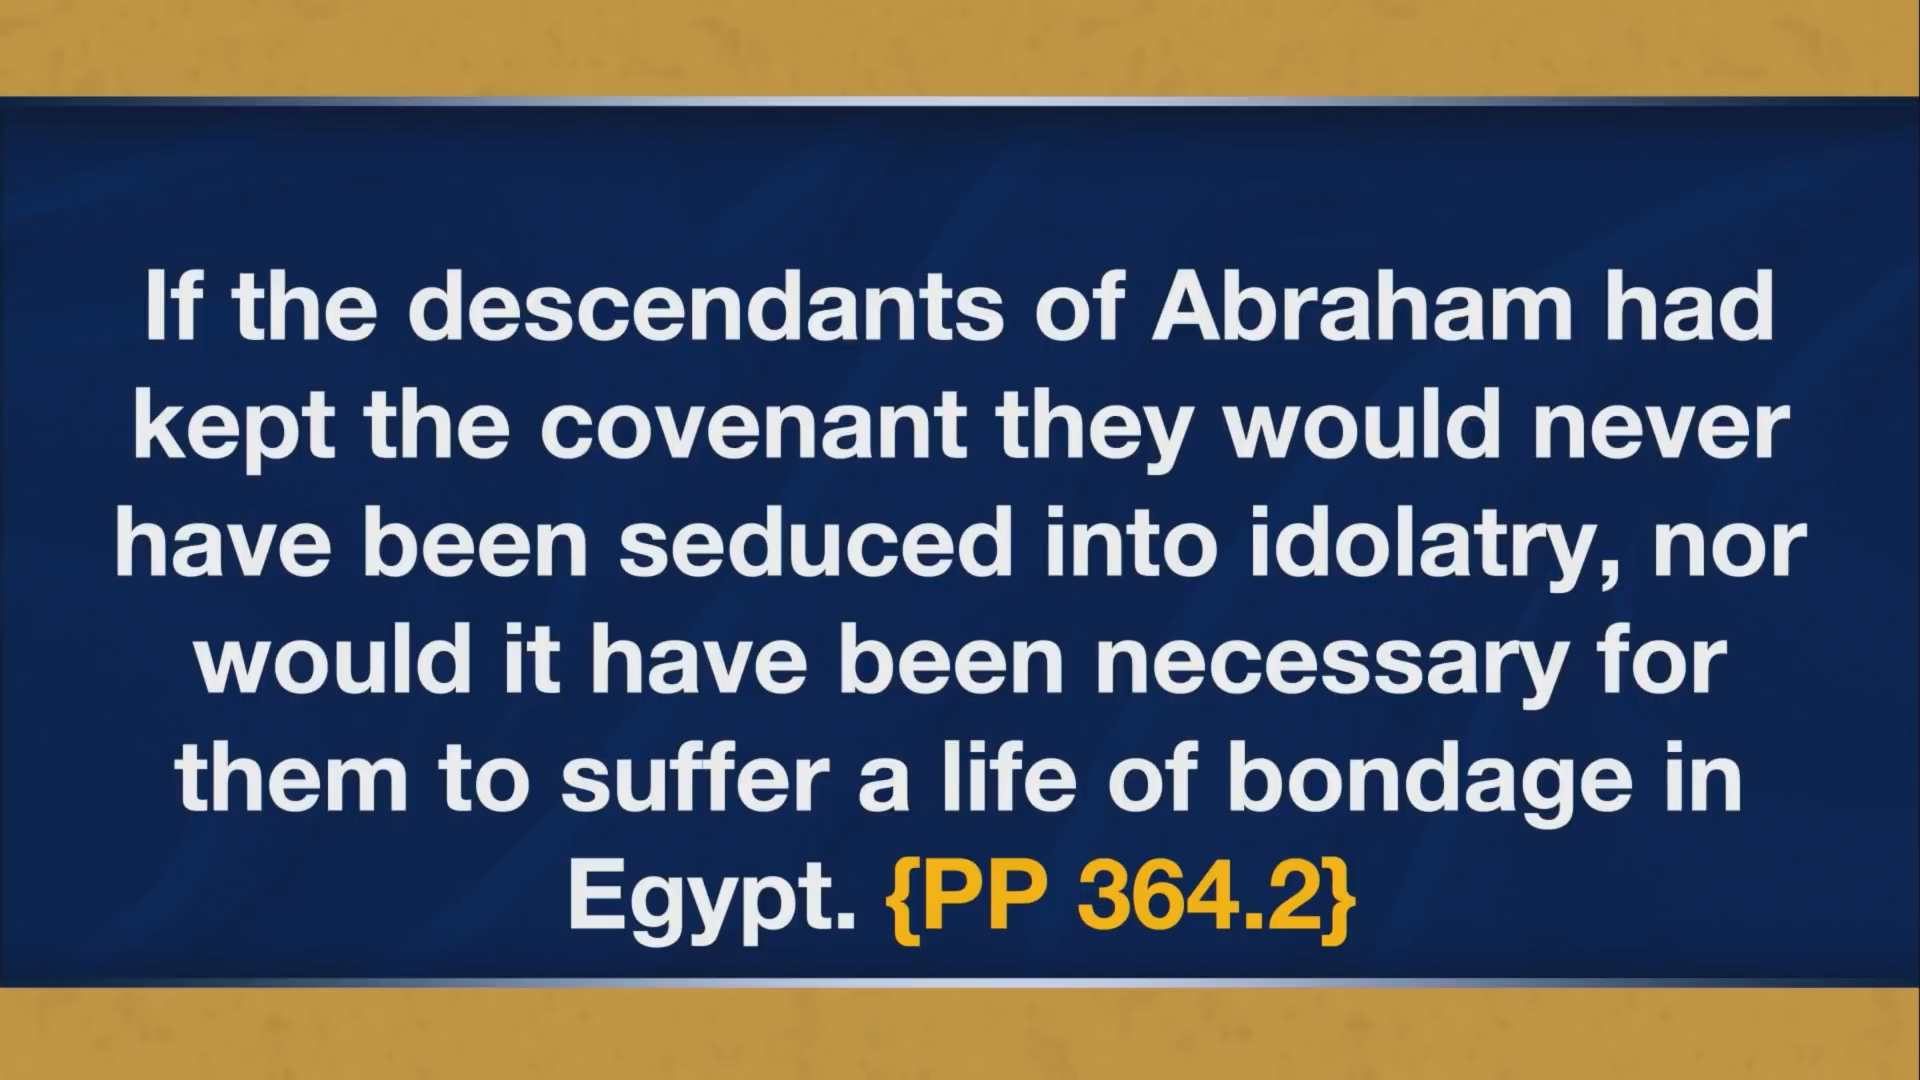 If the descendants of Abraham had
kept the covenant they would never
have been seduced into idolatry, nor
would it have been necessary for
them to suffer a life of bondage in
Egypt. {PP 364.2}